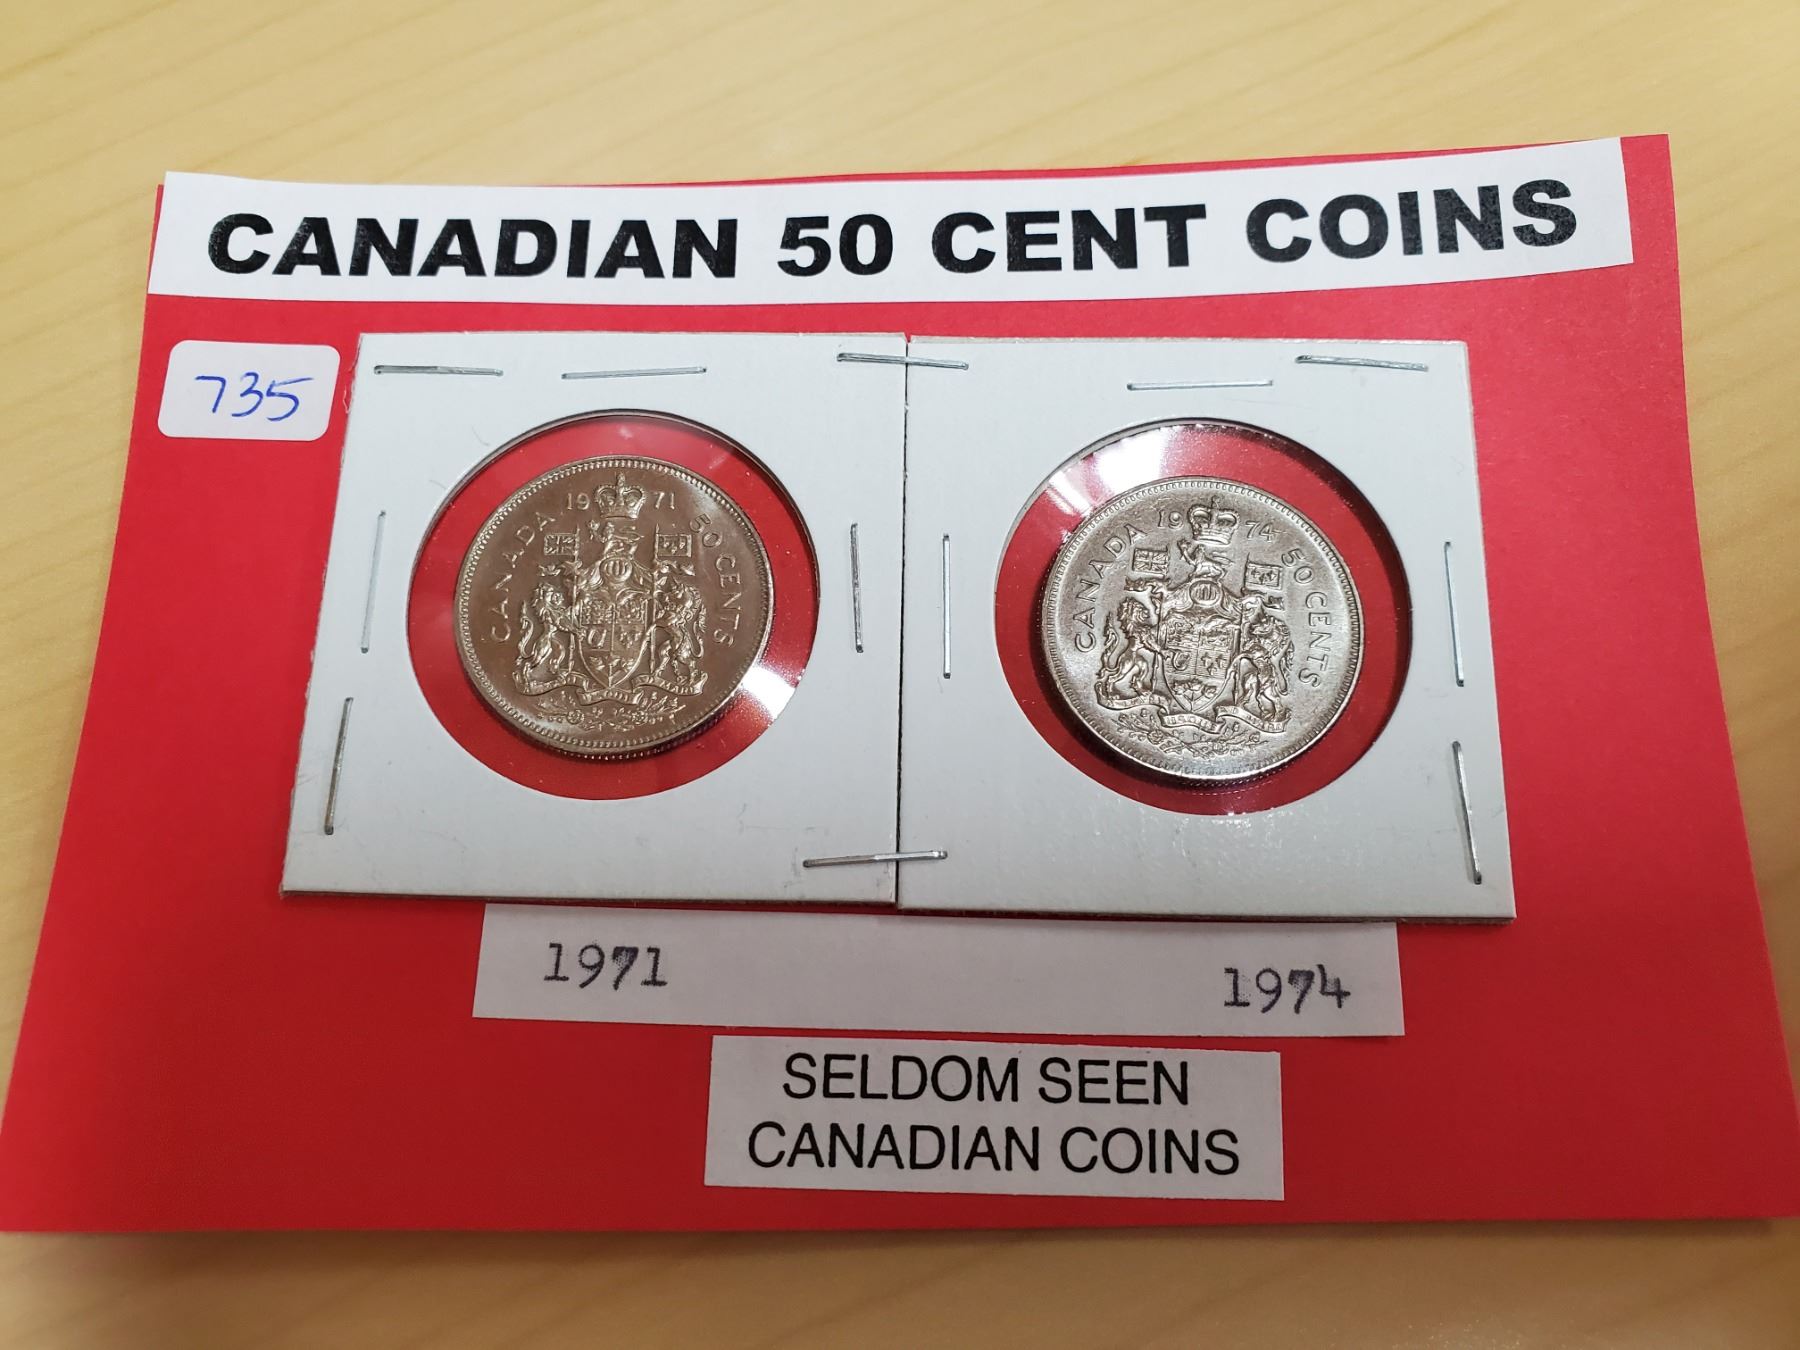 CANADIAN 50 CENT COINS
735
CANADA 1971 50 CENTS
CANADA 1974 50 CENTS
1971 1974
SELDOM SEEN
CANADIAN COINS